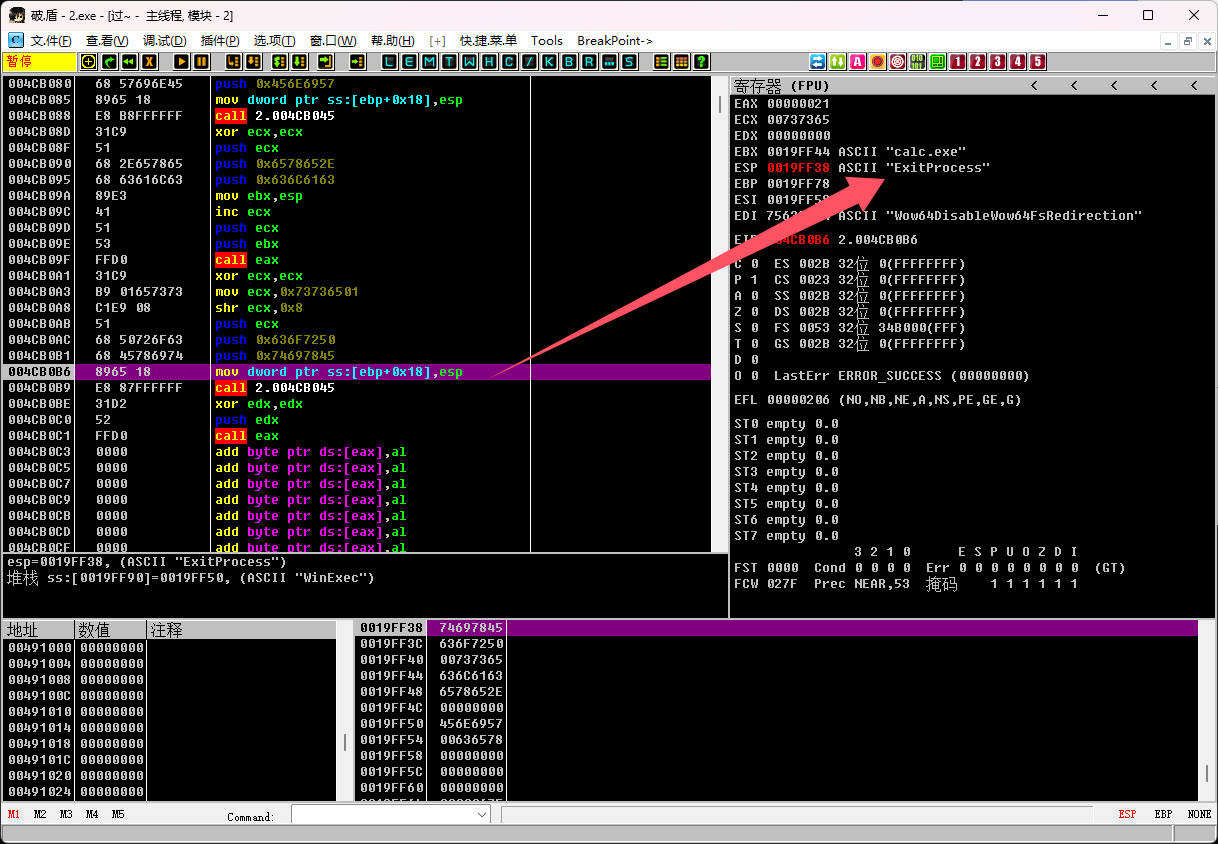 破.盾 - 2.exe - [过~ - 主线程, 模块 - 2]
文.件(F) 查.看(V) 调.试(D) 插件(P) 选.项(T) 窗.口(W) 帮.助(H) [+] 快.捷.菜.单 Tools BreakPoint->
暂停 X L E M T W H C / K B R ... S ? A 1 2 3 4 5
004CB080 68 57696E45 push 0x456E6957
004CB085 8965 18 mov dword ptr ss:[ebp+0x18],esp
004CB088 E8 B8FFFFFF call 2.004CB045
004CB08D 31C9 xor ecx,ecx
004CB08F 51 push ecx
004CB090 68 2E657865 push 0x6578652E
004CB095 68 63616C63 push 0x636C6163
004CB09A 89E3 mov ebx,esp
004CB09C 41 inc ecx
004CB09D 51 push ecx
004CB09E 53 push ebx
004CB09F FFD0 call eax
004CB0A1 31C9 xor ecx,ecx
004CB0A3 B9 01657373 mov ecx,0x73736501
004CB0A8 C1E9 08 shr ecx,0x8
004CB0AB 51 push ecx
004CB0AC 68 50726F63 push 0x636F7250
004CB0B1 68 45786974 push 0x74697845
004CB0B6 8965 18 mov dword ptr ss:[ebp+0x18],esp
004CB0B9 E8 87FFFFFF call 2.004CB045
004CB0BE 31D2 xor edx,edx
004CB0C0 52 push edx
004CB0C1 FFD0 call eax
004CB0C3 0000 add byte ptr ds:[eax],al
004CB0C5 0000 add byte ptr ds:[eax],al
004CB0C7 0000 add byte ptr ds:[eax],al
004CB0C9 0000 add byte ptr ds:[eax],al
004CB0CB 0000 add byte ptr ds:[eax],al
004CB0CD 0000 add byte ptr ds:[eax],al
004CB0CF 0000 add byte ptr ds:[eax],al
esp=0019FF38, (ASCII "ExitProcess")
堆栈 ss:[0019FF90]=0019FF50, (ASCII "WinExec")
寄存器 (FPU) < < < < <
EAX 00000021
ECX 00737365
EDX 00000000
EBX 0019FF44 ASCII "calc.exe"
ESP 0019FF38 ASCII "ExitProcess"
EBP 0019FF78
ESI
EDI ASCII "Wow64DisableWow64FsRedirection"
2.004CB0B6
C 0 ES 002B 32位 0(FFFFFFFF)
P 1 CS 0023 32位 0(FFFFFFFF)
A 0 SS 002B 32位 0(FFFFFFFF)
Z 0 DS 002B 32位 0(FFFFFFFF)
S 0 FS 0053 32位 34B000(FFF)
T 0 GS 002B 32位 0(FFFFFFFF)
D 0
O 0 LastErr ERROR_SUCCESS (00000000)
EFL 00000206 (NO,NB,NE,A,NS,PE,GE,G)
ST0 empty 0.0
ST1 empty 0.0
ST2 empty 0.0
ST3 empty 0.0
ST4 empty 0.0
ST5 empty 0.0
ST6 empty 0.0
ST7 empty 0.0
3 2 1 0 E S P U O Z D I
FST 0000 Cond 0 0 0 0 Err 0 0 0 0 0 0 0 0 (GT)
FCW 027F Prec NEAR,53 掩码 1 1 1 1 1 1
地址 数值 注释
00491000 00000000
00491004 00000000
00491008 00000000
0049100C 00000000
00491010 00000000
00491014 00000000
00491018 00000000
0049101C 00000000
00491020 00000000
00491024 00000000
0019FF38 74697845
0019FF3C 636F7250
0019FF40 00737365
0019FF44 636C6163
0019FF48 6578652E
0019FF4C 00000000
0019FF50 456E6957
0019FF54 00636578
0019FF58 00000000
0019FF5C 00000000
0019FF60 00000000
M1 M2 M3 M4 M5 Command: ESP EBP NONE